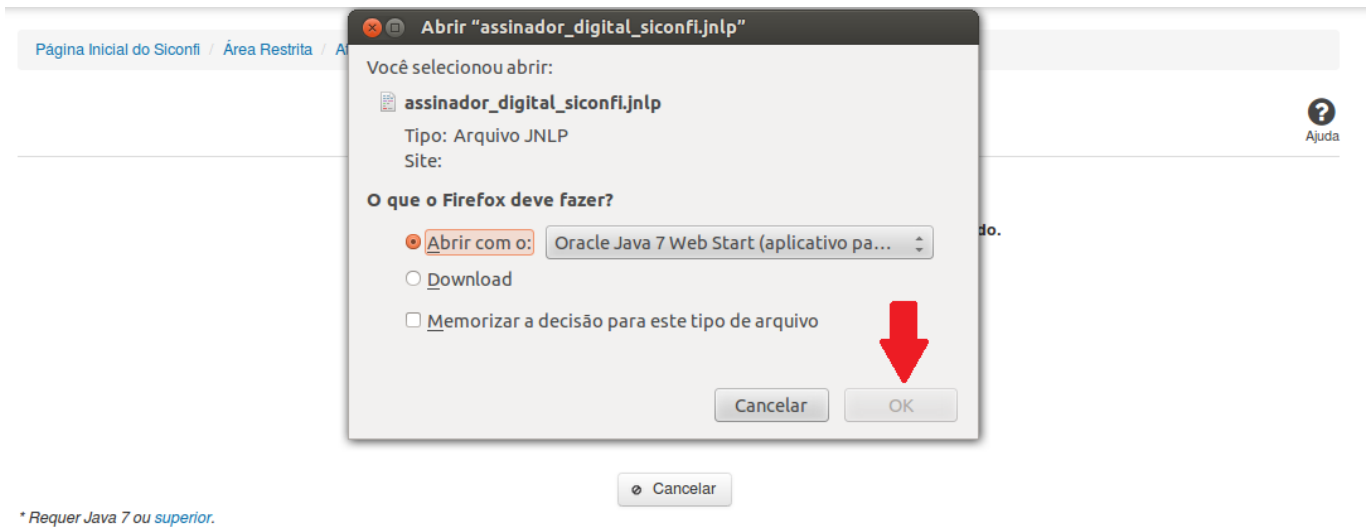 Abrir “assinador_digital_siconfi.jnlp”
Página Inicial do Siconfi / Área Restrita /
Você selecionou abrir:
assinador_digital_siconfi.jnlp
Tipo: Arquivo JNLP
Site:
Ajuda
O que o Firefox deve fazer?
Abrir com o: Oracle Java 7 Web Start (aplicativo pa...
do.
Download
Memorizar a decisão para este tipo de arquivo
Cancelar OK
Cancelar
* Requer Java 7 ou superior.